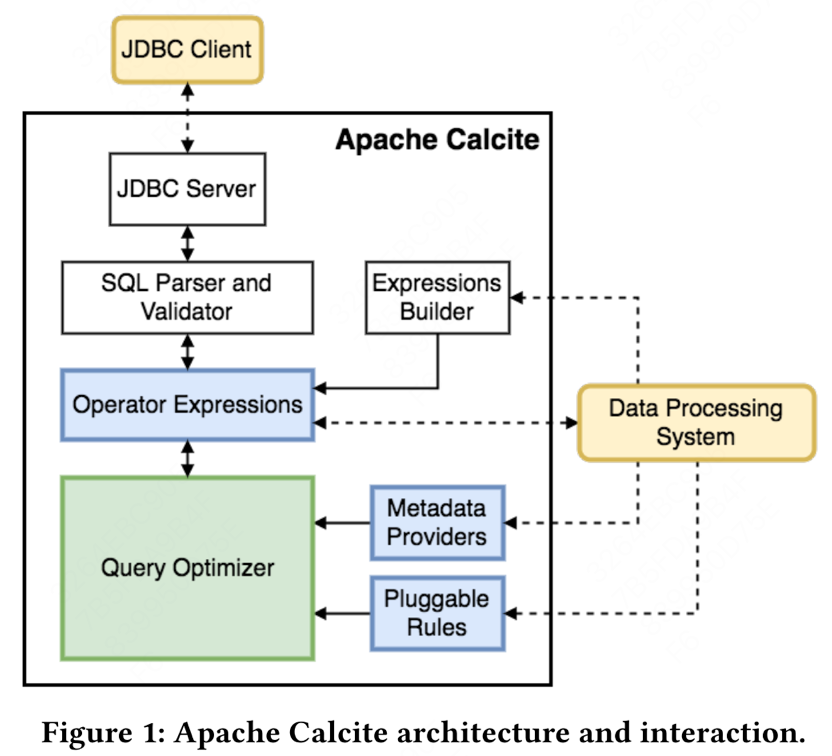 JDBC Client
Apache Calcite
JDBC Server
SQL Parser and
Validator
Expressions
Builder
Operator Expressions
Data Processing
System
Metadata
Providers
Query Optimizer
Pluggable
Rules
Figure 1: Apache Calcite architecture and interaction.